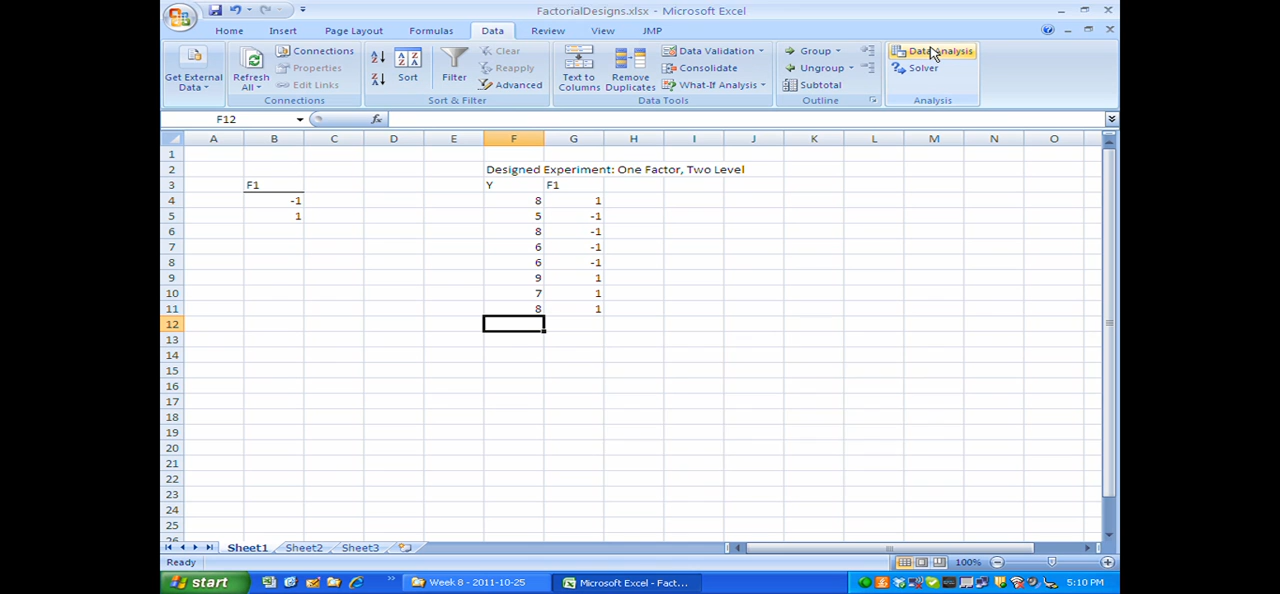 FactorialDesigns.xlsx - Microsoft Excel
Home Insert Page Layout Formulas Data Review View JMP
Get External Data
Refresh All
Connections
Properties
Edit Links
Connections
Sort
Filter
Clear
Reapply
Advanced
Sort & Filter
Text to Columns
Remove Duplicates
Data Validation
Consolidate
What-If Analysis
Data Tools
Group
Ungroup
Subtotal
Outline
Data Analysis
Solver
Analysis
F12 fx
A B C D E F G H I J K L M N O
1
2 Designed Experiment: One Factor, Two Level
3 F1 Y F1
4 -1 8 1
5 1 5 -1
6 8 -1
7 6 -1
8 6 -1
9 9 1
10 7 1
11 8 1
12
13
14
15
16
17
18
19
20
21
22
23
24
25
26
Sheet1 Sheet2 Sheet3
Ready 100%
start Week 8 - 2011-10-25 Microsoft Excel - Fact... 5:10 PM